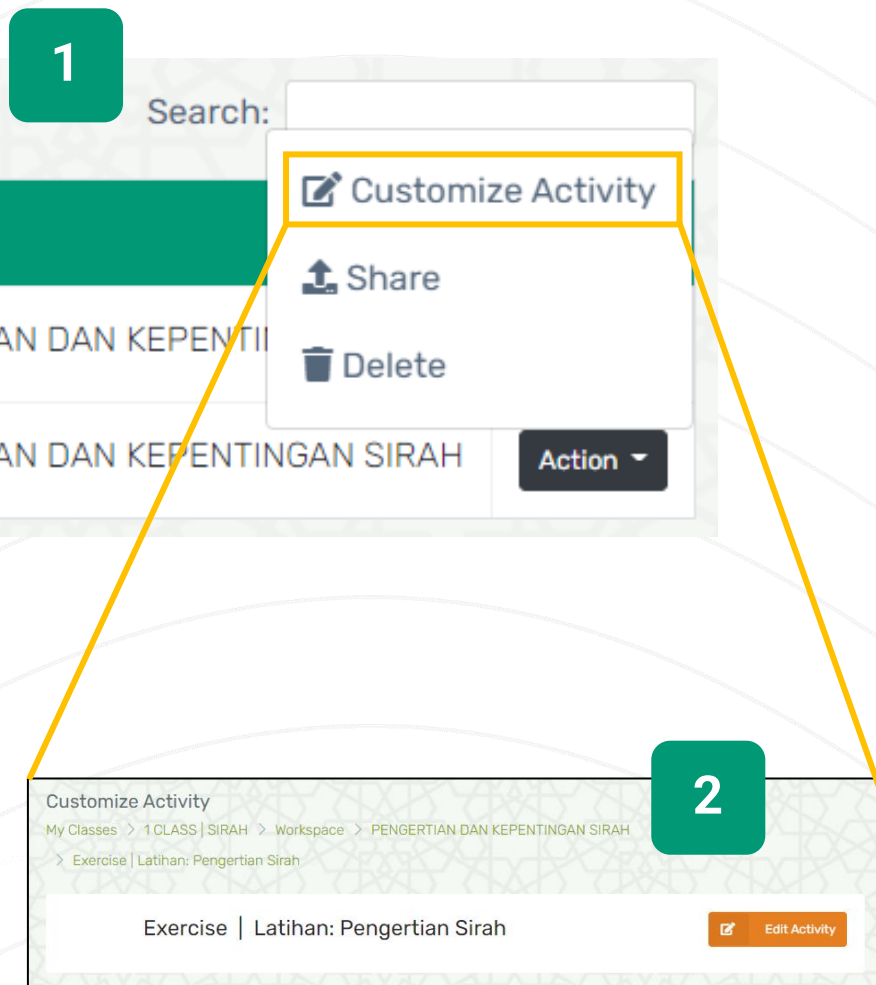 1
Search:
Customize Activity
Share
Delete
AN DAN KEPENTI
AN DAN KEPENTINGAN SIRAH
Action
2
Customize Activity
My Classes > 1 CLASS | SIRAH > Workspace > PENGERTIAN DAN KEPENTINGAN SIRAH
> Exercise | Latihan: Pengertian Sirah
Exercise | Latihan: Pengertian Sirah
Edit Activity